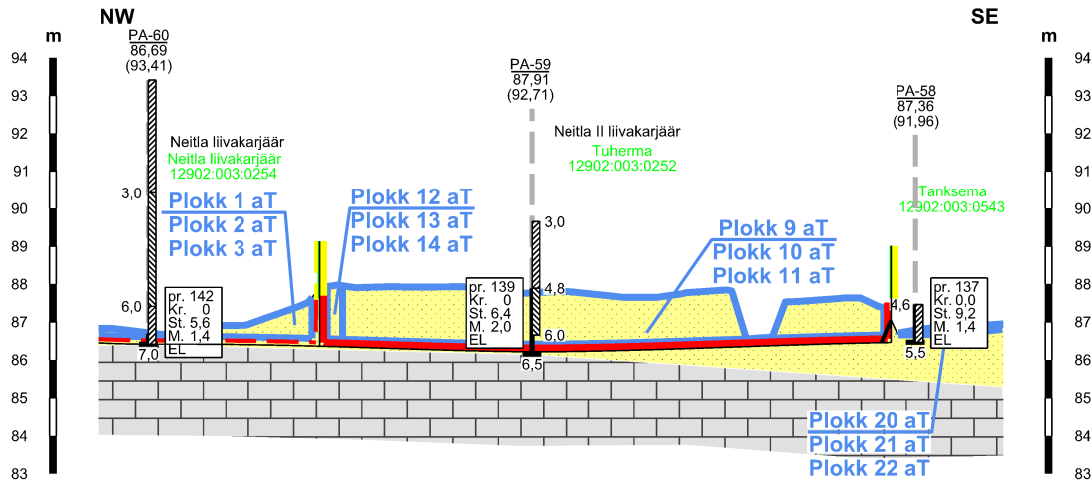 NW
SE
m
m
94
93
92
91
90
89
88
87
86
85
84
83
PA-60
86,69
(93,41)
3,0
6,0
7,0
Neitla liivakarjäär
Neitla liivakarjäär
12902:003:0254
Plokk 1 aT
Plokk 2 aT
Plokk 3 aT
pr. 142
Kr. 0
St. 5,6
M. 1,4
EL
Plokk 12 aT
Plokk 13 aT
Plokk 14 aT
PA-59
87,91
(92,71)
3,0
4,8
6,0
6,5
Neitla II liivakarjäär
Tuherma
12902:003:0252
pr. 139
Kr. 0
St. 6,4
M. 2,0
EL
Plokk 9 aT
Plokk 10 aT
Plokk 11 aT
PA-58
87,36
(91,96)
Tanksema
12902:003:0543
4,6
5,5
pr. 137
Kr. 0,0
St. 9,2
M. 1,4
EL
Plokk 20 aT
Plokk 21 aT
Plokk 22 aT
94
93
92
91
90
89
88
87
86
85
84
83